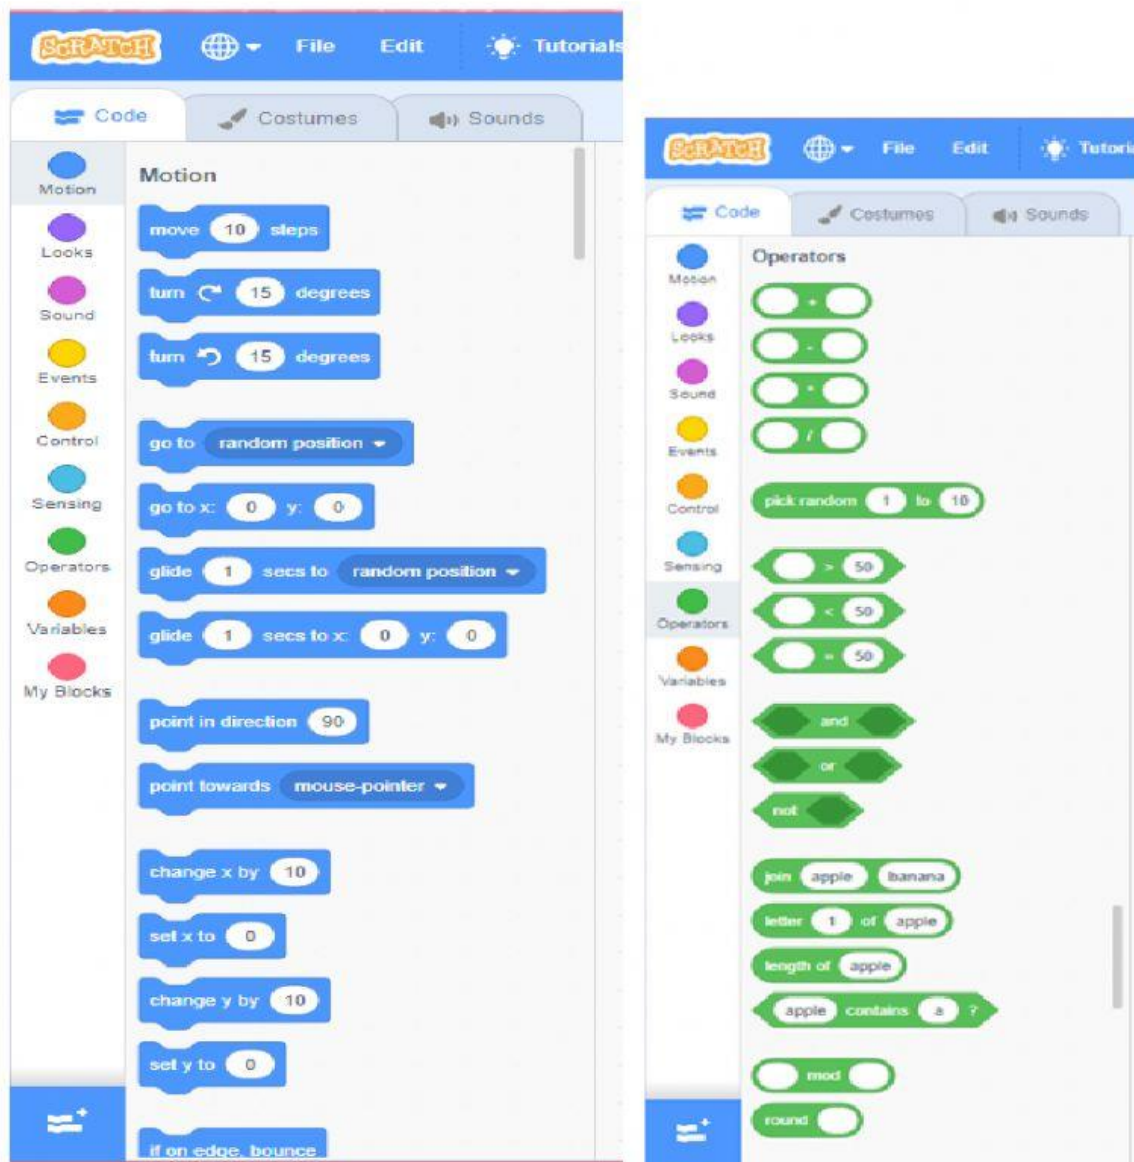 SCRATCH File Edit Tutorials
Code Costumes Sounds
Motion
Looks
Sound
Events
Control
Sensing
Operators
Variables
My Blocks
Motion
move 10 steps
turn 15 degrees
turn 15 degrees
go to random position
go to x: 0 y: 0
glide 1 secs to random position
glide 1 secs to x: 0 y: 0
point in direction 90
point towards mouse-pointer
change x by 10
set x to 0
change y by 10
set y to 0
if on edge, bounce
SCRATCH File Edit Tutoria
Code Costumes Sounds
Motion
Looks
Sound
Events
Control
Sensing
Operators
Variables
My Blocks
Operators
+
-
*
/
pick random 1 to 10
> 50
< 50
= 50
and
or
not
join apple banana
letter 1 of apple
length of apple
apple contains a ?
mod
round